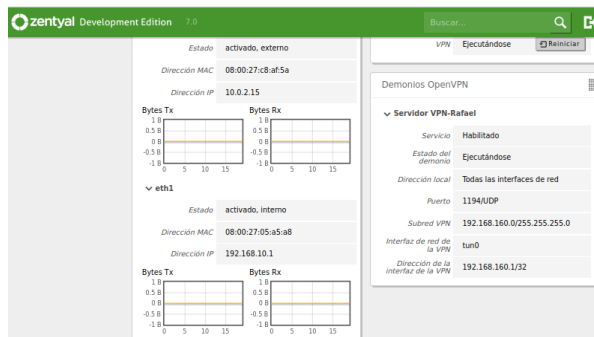 zentyal Development Edition 7.0 Buscar...
Estado activado, externo
Dirección MAC 08:00:27:c8:af:5a
Dirección IP 10.0.2.15
Bytes Tx Bytes Rx
1 B 1 B
0.5 B 0.5 B
0 B 0 B
-0.5 B -0.5 B
-1 B -1 B
0 5 10 15 0 5 10 15
eth1
Estado activado, interno
Dirección MAC 08:00:27:05:a5:a8
Dirección IP 192.168.10.1
Bytes Tx Bytes Rx
1 B 1 B
0.5 B 0.5 B
0 B 0 B
-0.5 B -0.5 B
-1 B -1 B
0 5 10 15 0 5 10 15
VPN Ejecutándose Reiniciar
Demonios OpenVPN
Servidor VPN-Rafael
Servicio Habilitado
Estado del
demonio Ejecutándose
Dirección local Todas las interfaces de red
Puerto 1194/UDP
Subred VPN 192.168.160.0/255.255.255.0
Interfaz de red de
la VPN tun0
Dirección de la
interfaz de la VPN 192.168.160.1/32